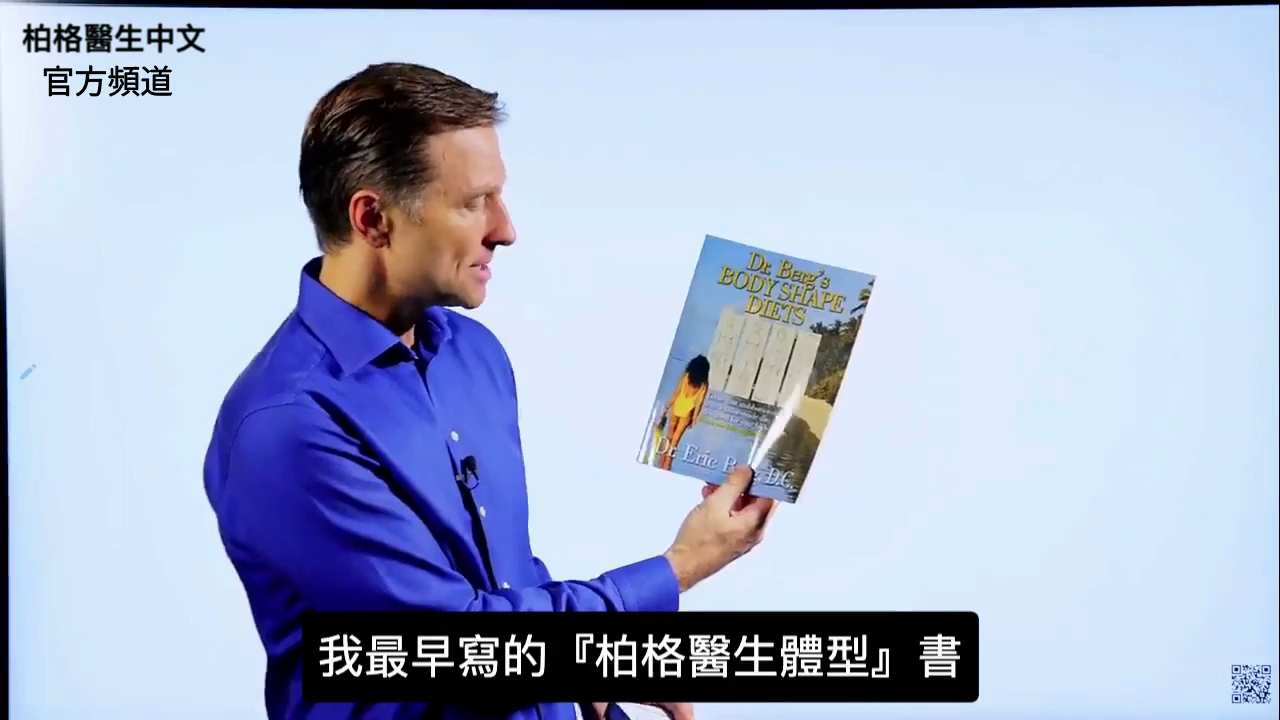 柏格醫生中文
官方頻道
Dr. Berg's
BODY SHAPE
DIETS
Dr. Eric
D.C.
我最早寫的『柏格醫生體型』書